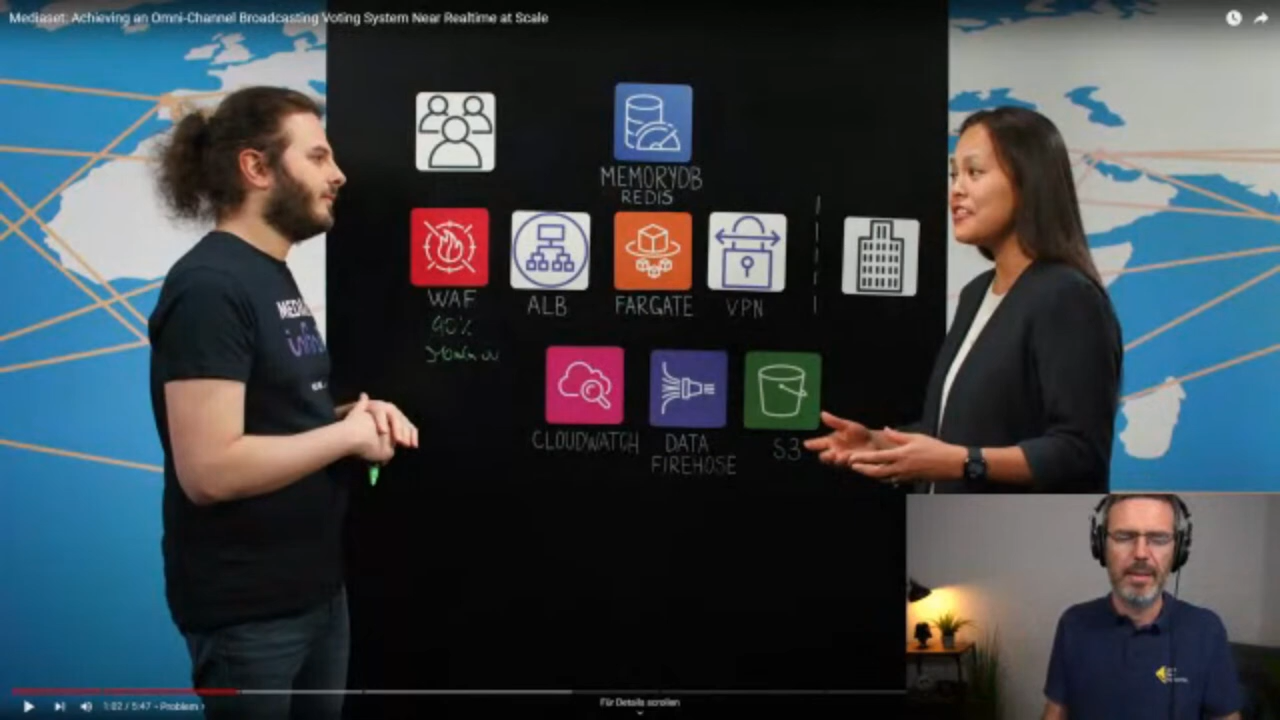 Mediaset: Achieving an Omni-Channel Broadcasting Voting System Near Realtime at Scale
MEMORYDB
REDIS
WAF
ALB
FARGATE
VPN
90%
CLOUDWATCH
DATA
FIREHOSE
S3
1:02 / 5:47 • Problem
Für Details scrollen